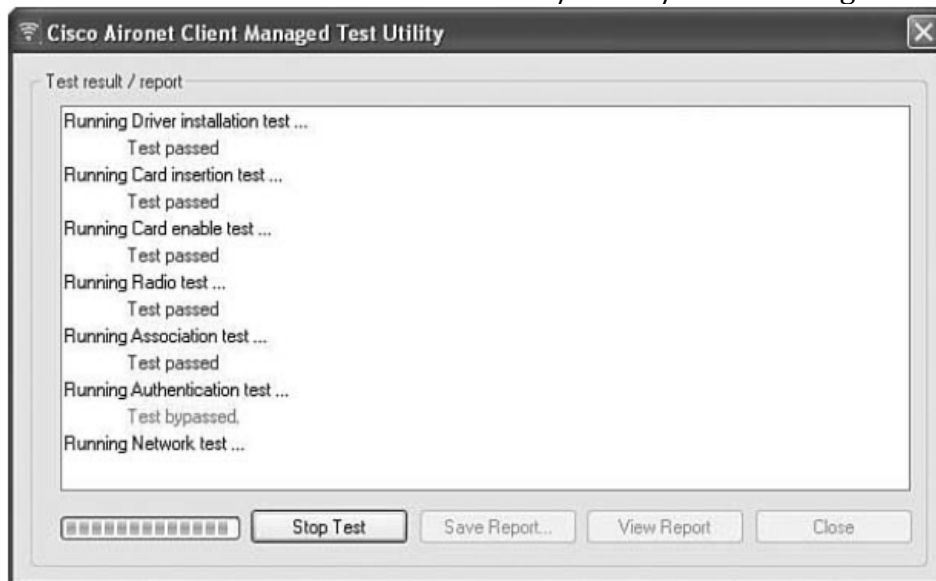 Cisco Aironet Client Managed Test Utility
Test result / report
Running Driver installation test ...
Test passed
Running Card insertion test ...
Test passed
Running Card enable test ...
Test passed
Running Radio test ...
Test passed
Running Association test ...
Test passed
Running Authentication test ...
Test bypassed.
Running Network test ...
Stop Test
Save Report...
View Report
Close